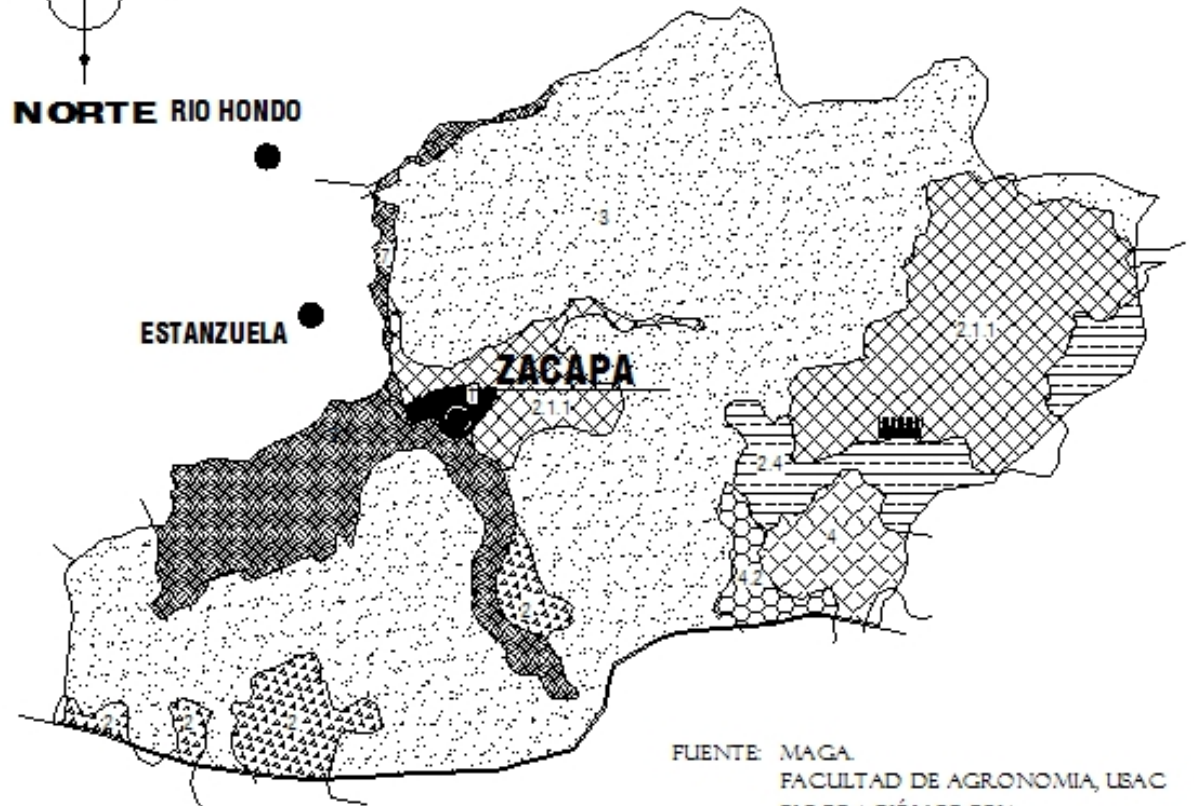 NORTE RIO HONDO
3
7
2.1.1
ESTANZUELA
ZACAPA
2.1.1
2.4
4
4.2
2
2
2
2
FUENTE: MAGA.
FACULTAD DE AGRONOMIA, USAC